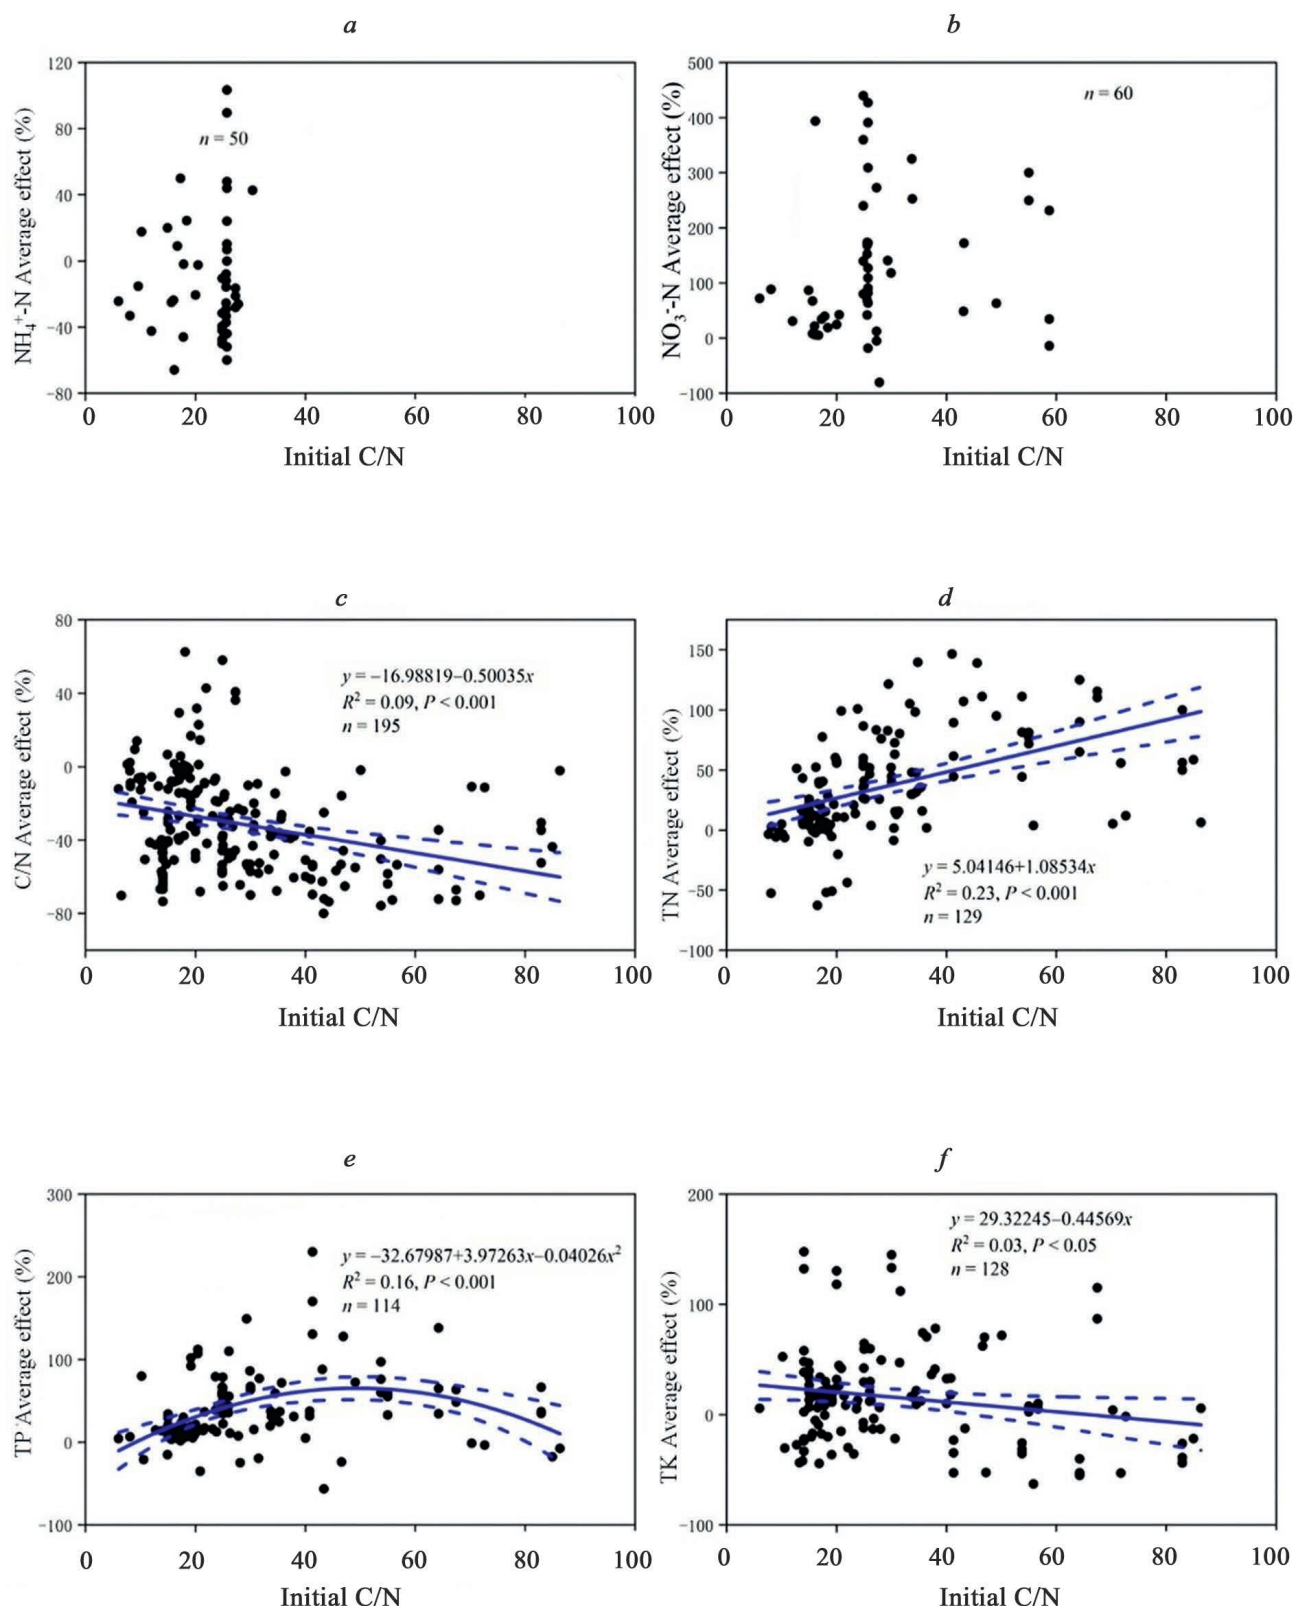 a
120
80
40
0
−40
−80
NH₄⁺-N Average effect (%)
n = 50
0 20 40 60 80 100
Initial C/N
b
500
400
300
200
100
0
−100
NO₃⁻-N Average effect (%)
n = 60
0 20 40 60 80 100
Initial C/N
c
80
40
0
−40
−80
C/N Average effect (%)
y = −16.98819−0.50035x
R² = 0.09, P < 0.001
n = 195
0 20 40 60 80 100
Initial C/N
d
150
100
50
0
−50
−100
TN Average effect (%)
y = 5.04146+1.08534x
R² = 0.23, P < 0.001
n = 129
0 20 40 60 80 100
Initial C/N
e
300
200
100
0
−100
TP Average effect (%)
y = −32.67987+3.97263x−0.04026x²
R² = 0.16, P < 0.001
n = 114
0 20 40 60 80 100
Initial C/N
f
200
100
0
−100
TK Average effect (%)
y = 29.32245−0.44569x
R² = 0.03, P < 0.05
n = 128
0 20 40 60 80 100
Initial C/N